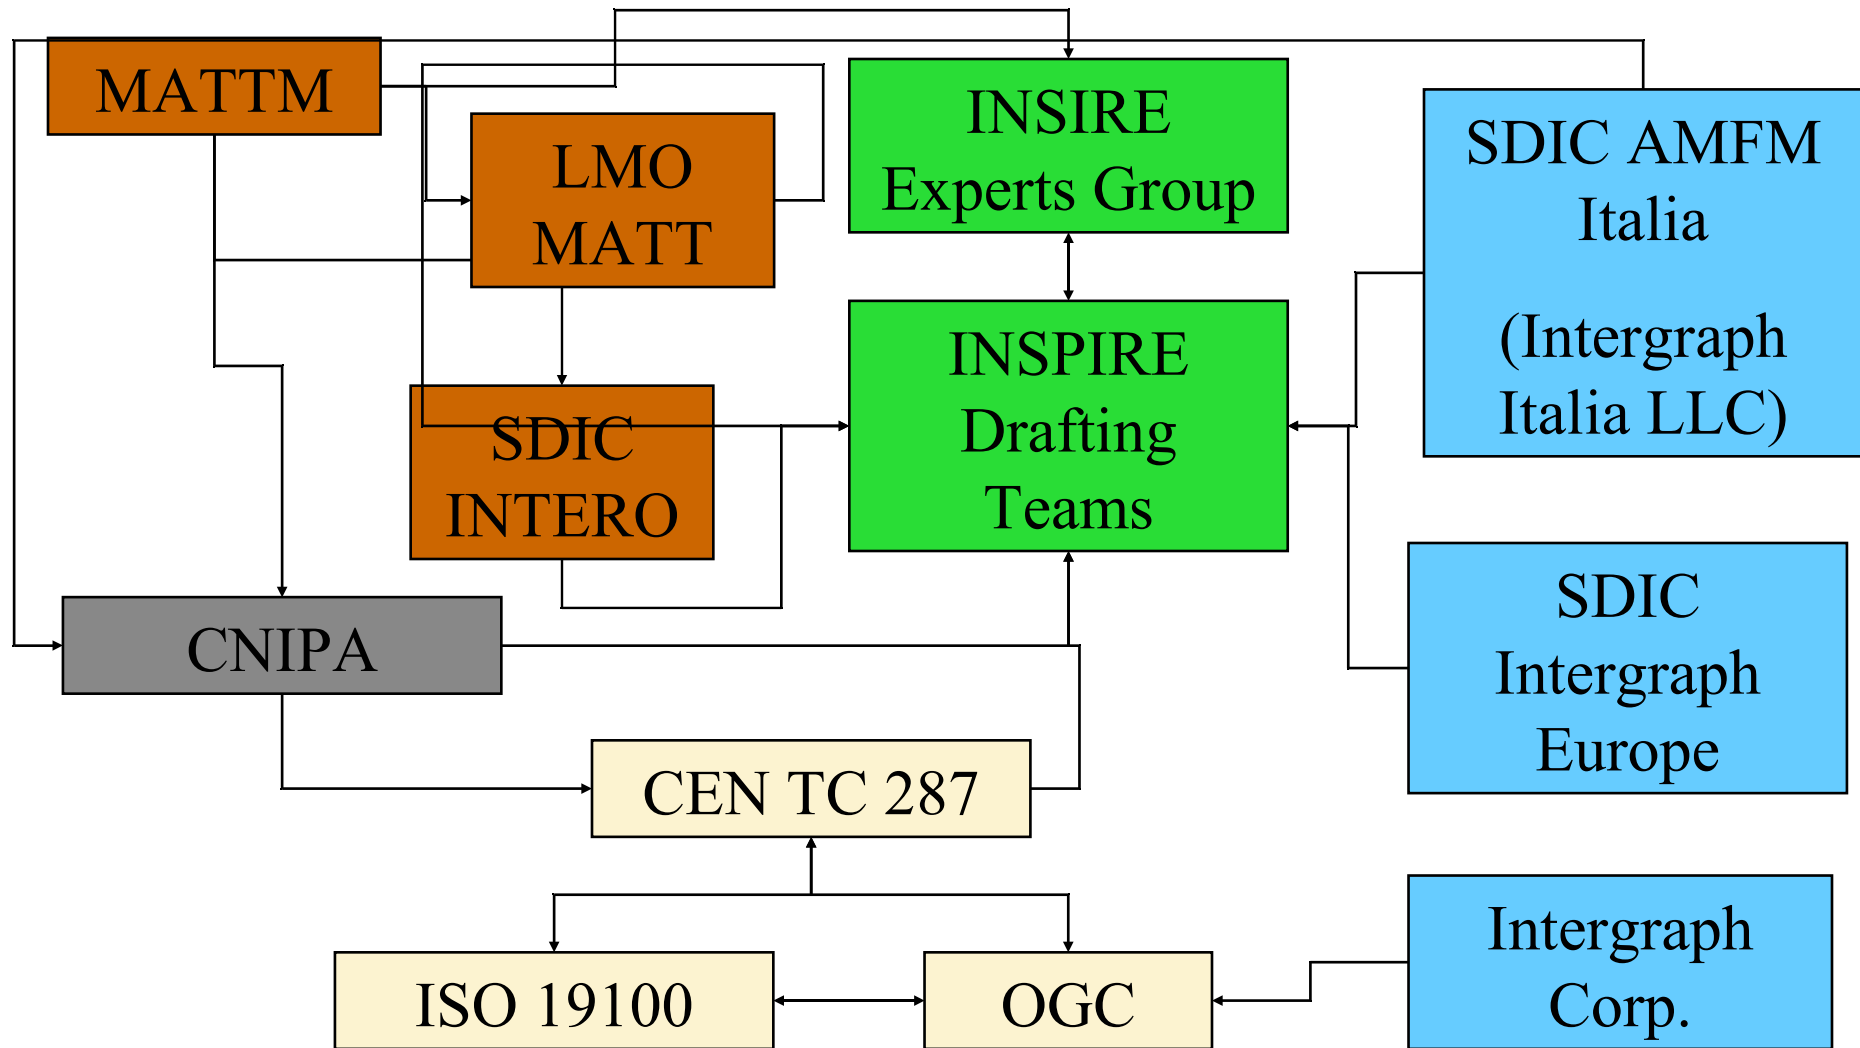 MATTM
LMO
MATT
INSIRE
Experts Group
SDIC AMFM
Italia
(Intergraph
Italia LLC)
INSPIRE
Drafting
Teams
SDIC
INTERO
CNIPA
SDIC
Intergraph
Europe
CEN TC 287
Intergraph
Corp.
ISO 19100
OGC